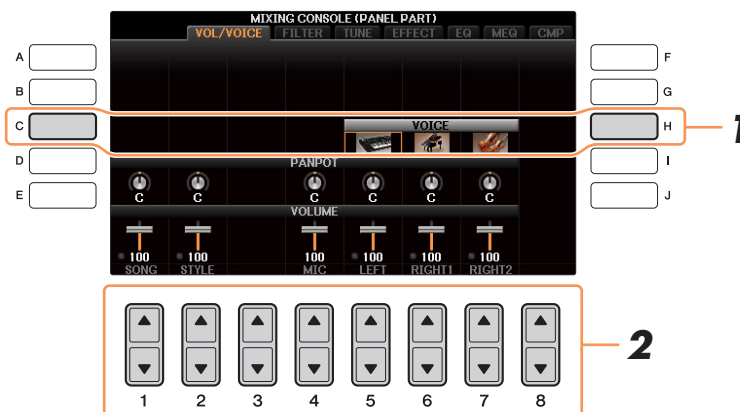 MIXING CONSOLE (PANEL PART)
VOL/VOICE FILTER TUNE EFFECT EQ MEQ CMP
A F
B G
C VOICE H 1
D PANPOT I
E C C C C C C J
VOLUME
100 100 100 100 100 100
SONG STYLE MIC LEFT RIGHT1 RIGHT2
2
1 2 3 4 5 6 7 8